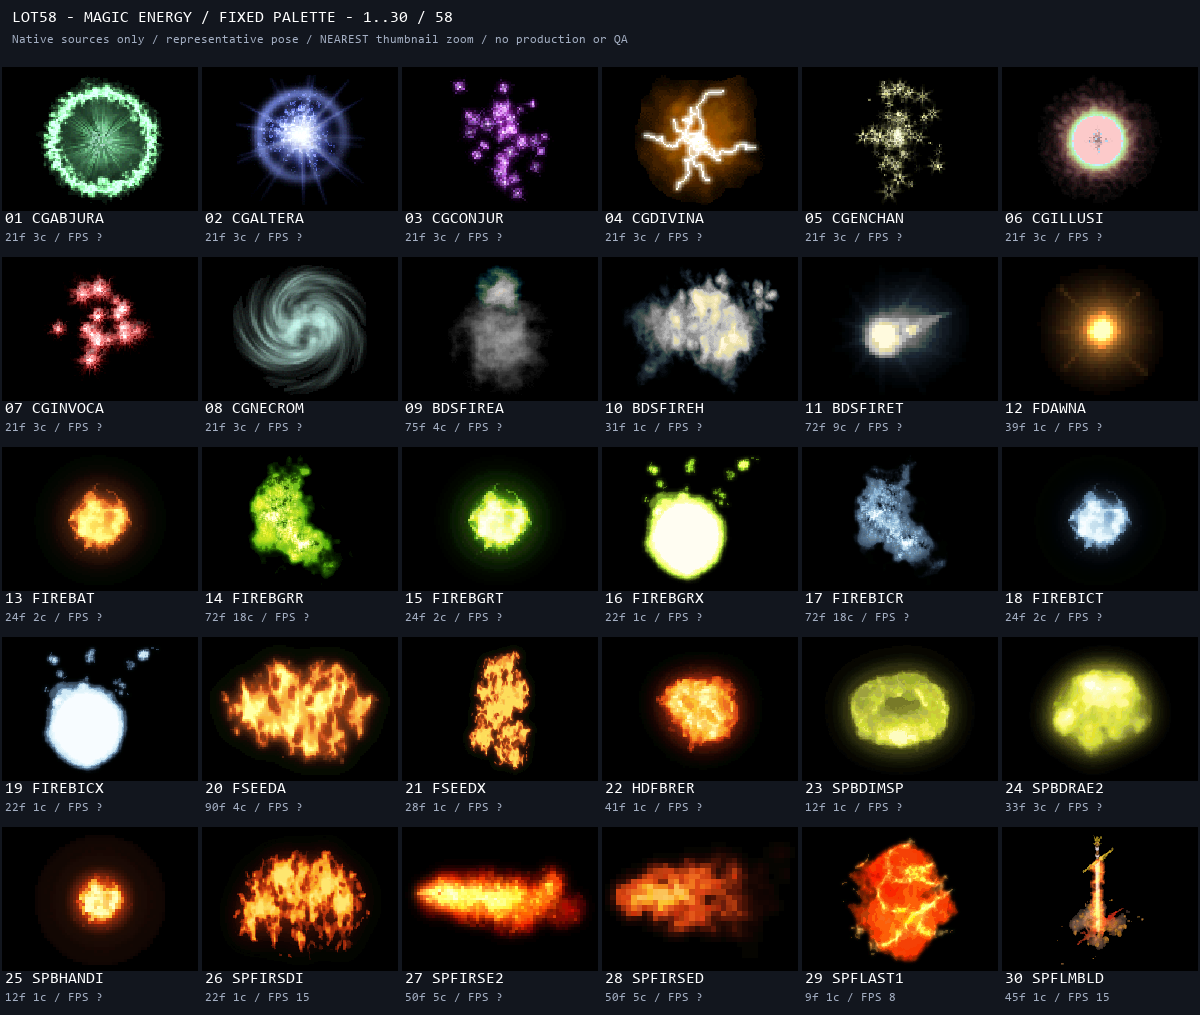 LOT58 - MAGIC ENERGY / FIXED PALETTE - 1..30 / 58
Native sources only / representative pose / NEAREST thumbnail zoom / no production or QA
01 CGABJURA
21f 3c / FPS ?
02 CGALTERA
21f 3c / FPS ?
03 CGCONJUR
21f 3c / FPS ?
04 CGDIVINA
21f 3c / FPS ?
05 CGENCHAN
21f 3c / FPS ?
06 CGILLUSI
21f 3c / FPS ?
07 CGINVOCA
21f 3c / FPS ?
08 CGNECROM
21f 3c / FPS ?
09 BDSFIREA
75f 4c / FPS ?
10 BDSFIREH
31f 1c / FPS ?
11 BDSFIRET
72f 9c / FPS ?
12 FDAWNA
39f 1c / FPS ?
13 FIREBAT
24f 2c / FPS ?
14 FIREBGRR
72f 18c / FPS ?
15 FIREBGRT
24f 2c / FPS ?
16 FIREBGRX
22f 1c / FPS ?
17 FIREBICR
72f 18c / FPS ?
18 FIREBICT
24f 2c / FPS ?
19 FIREBICX
22f 1c / FPS ?
20 FSEEDA
90f 4c / FPS ?
21 FSEEDX
28f 1c / FPS ?
22 HDFBRER
41f 1c / FPS ?
23 SPBDIMSP
12f 1c / FPS ?
24 SPBDRAE2
33f 3c / FPS ?
25 SPBHANDI
12f 1c / FPS ?
26 SPFIRSDI
22f 1c / FPS 15
27 SPFIRSE2
50f 5c / FPS ?
28 SPFIRSED
50f 5c / FPS ?
29 SPFLAST1
9f 1c / FPS 8
30 SPFLMBLD
45f 1c / FPS 15